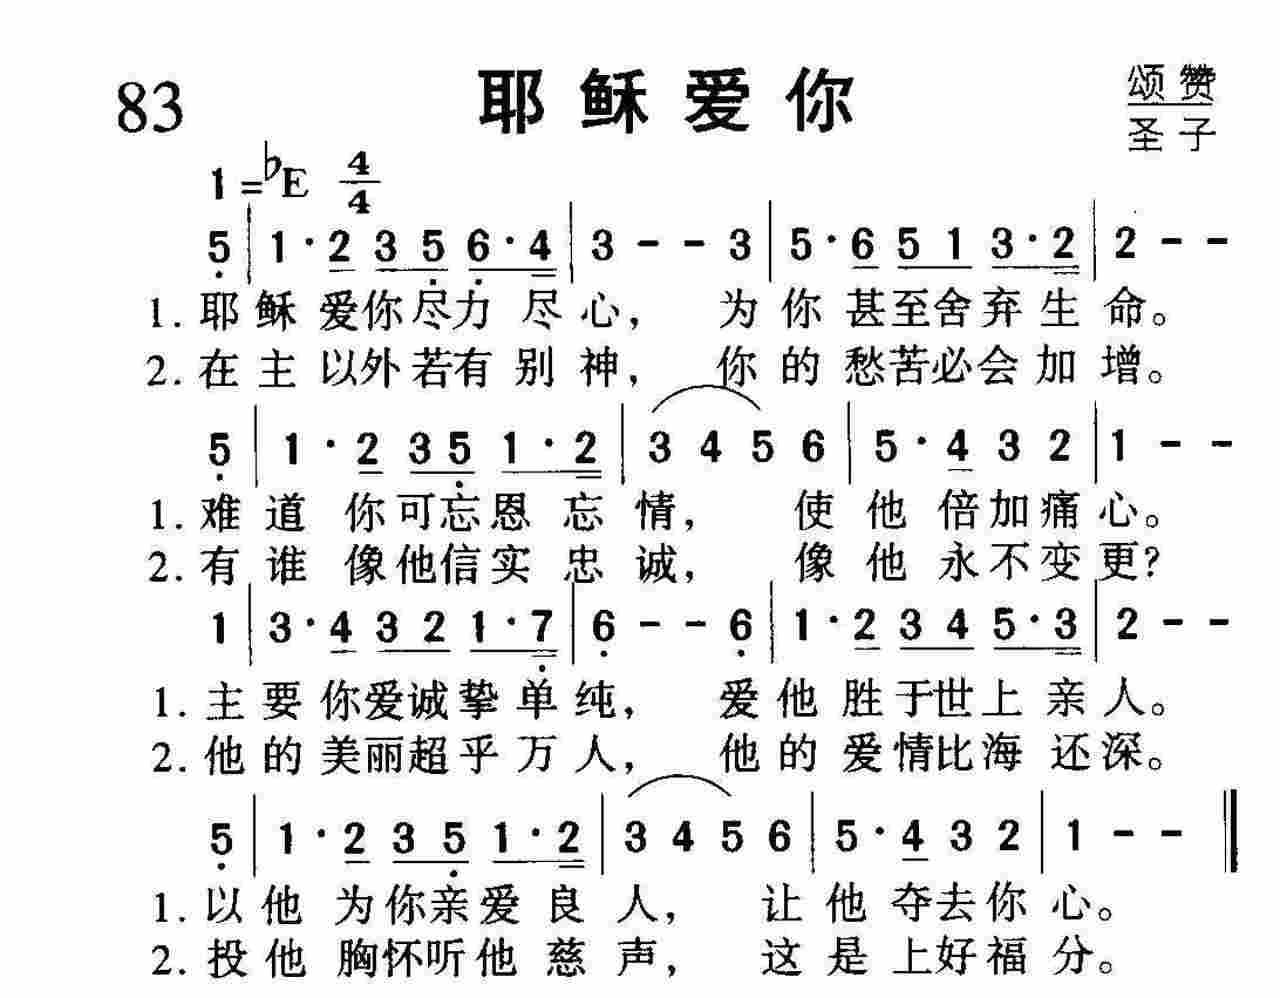 83 耶稣爱你 颂赞
圣子
1=♭E 4/4
5 | 1·2 3 5 6·4 | 3 - - 3 | 5·6 5 1 3·2 | 2 - -
1.耶稣爱你尽力尽心，为你甚至舍弃生命。
2.在主以外若有别神，你的愁苦必会加增。
5 | 1·2 3 5 1·2 | 3 4 5 6 | 5·4 3 2 | 1 - -
1.难道你可忘恩忘情，使他倍加痛心。
2.有谁像他信实忠诚，像他永不变更?
1 | 3·4 3 2 1·7 | 6 - - 6 | 1·2 3 4 5·3 | 2 - -
1.主要你爱诚挚单纯，爱他胜于世上亲人。
2.他的美丽超乎万人，他的爱情比海还深。
5 | 1·2 3 5 1·2 | 3 4 5 6 | 5·4 3 2 | 1 - - ‖
1.以他为你亲爱良人，让他夺去你心。
2.投他胸怀听他慈声，这是上好福分。